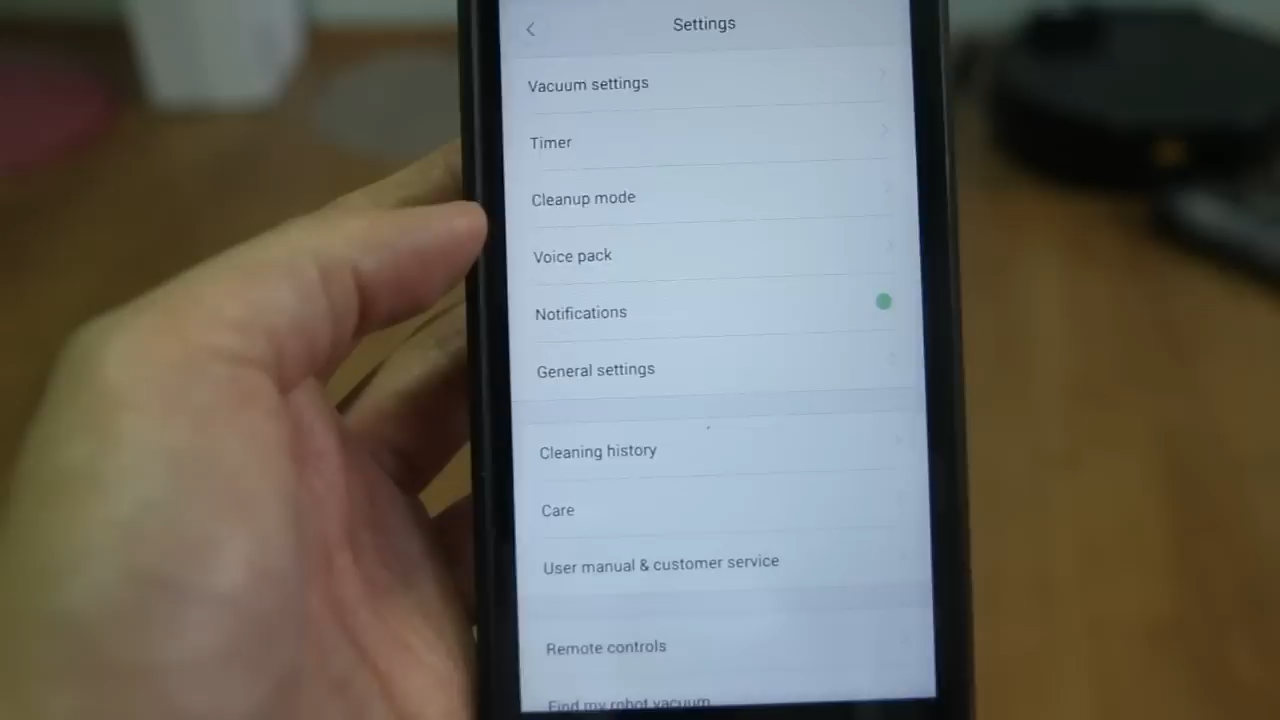 Settings
Vacuum settings
Timer
Cleanup mode
Voice pack
Notifications
General settings
Cleaning history
Care
User manual & customer service
Remote controls
Find my robot vacuum